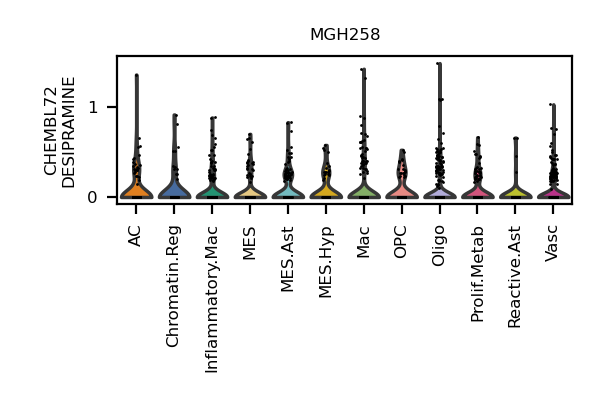 MGH258
CHEMBL72
DESIPRAMINE
1
0
AC
Chromatin.Reg
Inflammatory.Mac
MES
MES.Ast
MES.Hyp
Mac
OPC
Oligo
Prolif.Metab
Reactive.Ast
Vasc